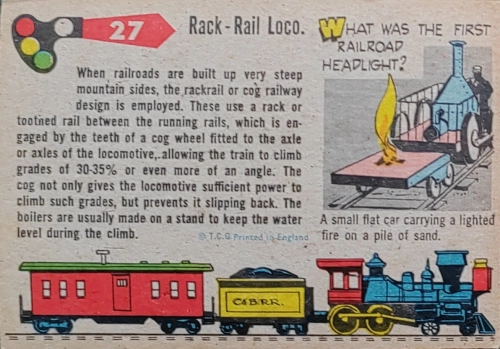 27
Rack-Rail Loco.
When railroads are built up very steep
mountain sides, the rackrail or cog railway
design is employed. These use a rack or
tootned rail between the running rails, which is en-
gaged by the teeth of a cog wheel fitted to the axle
or axles of the locomotive, allowing the train to climb
grades of 30-35% or even more of an angle. The
cog not only gives the locomotive sufficient power to
climb such grades, but prevents it slipping back. The
boilers are usually made on a stand to keep the water
level during the climb.
© T.C.G Printed in England
WHAT WAS THE FIRST
RAILROAD
HEADLIGHT?
A small flat car carrying a lighted
fire on a pile of sand.
C&B.R.R.